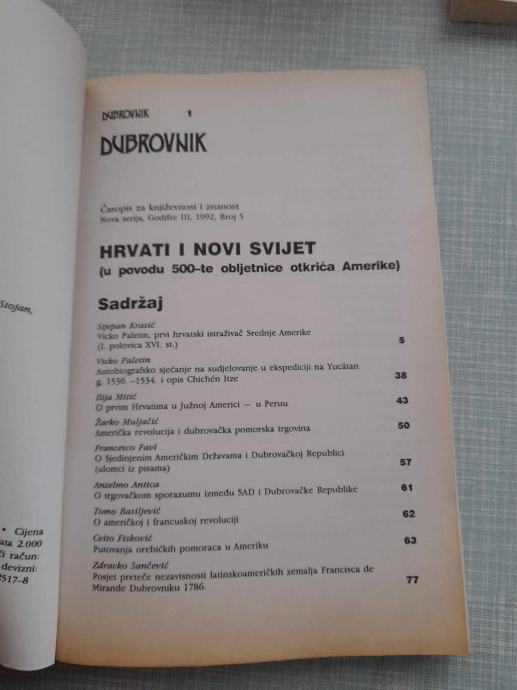 DUBROVNIK 1
DUBROVNIK
Časopis za književnost i znanost
Nova serija, Godište III, 1992, Broj 5
HRVATI I NOVI SVIJET
(u povodu 500-te obljetnice otkrića Amerike)
Sadržaj
Stjepan Krasić
Vicko Paletin, prvi hrvatski istraživač Srednje Amerike
(I. polovica XVI. st.) 5
Vicko Paletin
Autobiografsko sjećanje na sudjelovanje u ekspediciji na Yucátan
g. 1530. -1534. i opis Chichén Itze 38
Ilija Mitić
O prvim Hrvatima u Južnoj Americi — u Peruu 43
Žarko Muljačić
Američka revolucija i dubrovačka pomorska trgovina 50
Francesco Favi
O Sjedinjenim Američkim Državama i Dubrovačkoj Republici
(ulomci iz pisama) 57
Anzelmo Antica
O trgovačkom sporazumu između SAD i Dubrovačke Republike 61
Tomo Basiljević
O američkoj i francuskoj revoluciji 62
Cvito Fisković
Putovanja orebićkih pomoraca u Ameriku 63
Zdravko Sančević
Posjet preteče nezavisnosti latinskoameričkih zemalja Francisca de
Mirande Dubrovniku 1786. 77
Stojan,
• Cijena
2.000
račun:
devizni:
2517-8